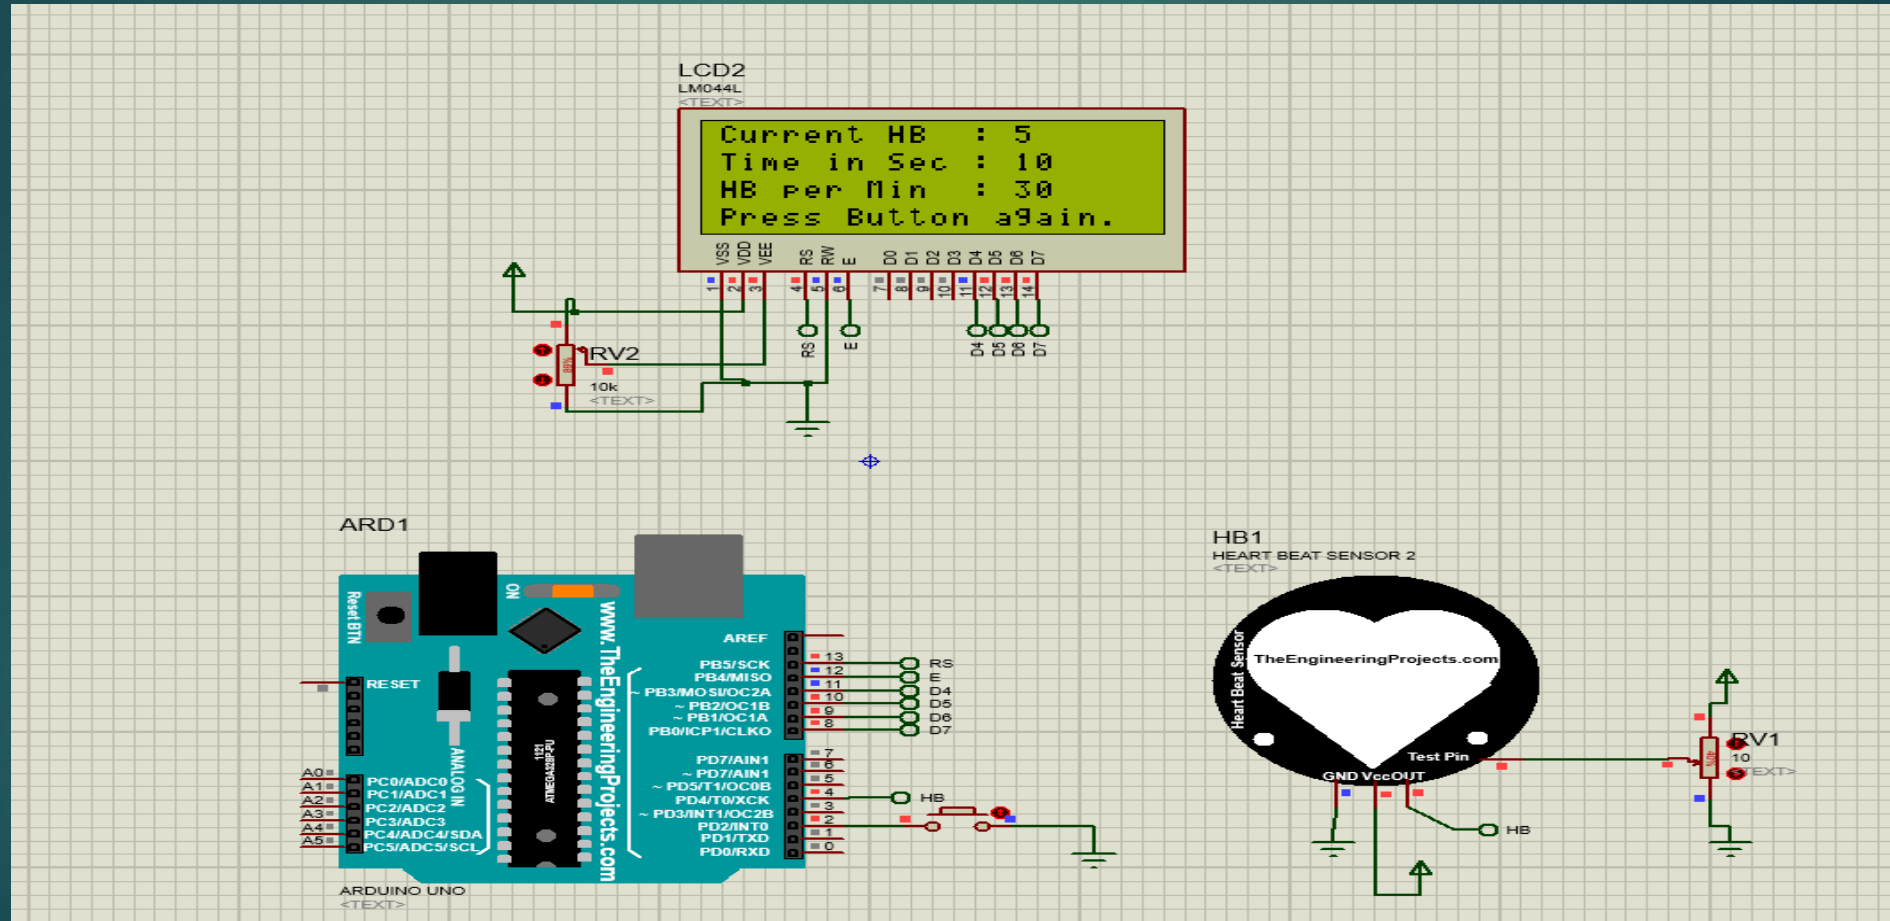 LCD2
LM044L
<TEXT>
Current HB : 5
Time in Sec : 10
HB per Min : 30
Press Button again.
VSS VDD VEE RS RW E D0 D1 D2 D3 D4 D5 D6 D7
1 2 3 4 5 6 7 8 9 10 11 12 13 14
RS E D4 D5 D6 D7
RV2
10k
<TEXT>
ARD1
Reset BTN
ON
www.TheEngineeringProjects.com
AREF
PB5/SCK 13 RS
PB4/MISO 12 E
~ PB3/MOSI/OC2A 11 D4
~ PB2/OC1B 10 D5
~ PB1/OC1A 9 D6
PB0/ICP1/CLKO 8 D7
RESET
1121
ATMEGA328P-PU
ANALOG IN
PD7/AIN1 7
~ PD7/AIN1 6
~ PD5/T1/OC0B 5
PD4/T0/XCK 4 HB
~ PD3/INT1/OC2B 3
PD2/INT0 2
PD1/TXD 1
PD0/RXD 0
A0 PC0/ADC0
A1 PC1/ADC1
A2 PC2/ADC2
A3 PC3/ADC3
A4 PC4/ADC4/SDA
A5 PC5/ADC5/SCL
ARDUINO UNO
<TEXT>
HB1
HEART BEAT SENSOR 2
<TEXT>
Heart Beat Sensor
TheEngineeringProjects.com
Test Pin
GND Vcc OUT
HB
RV1
10